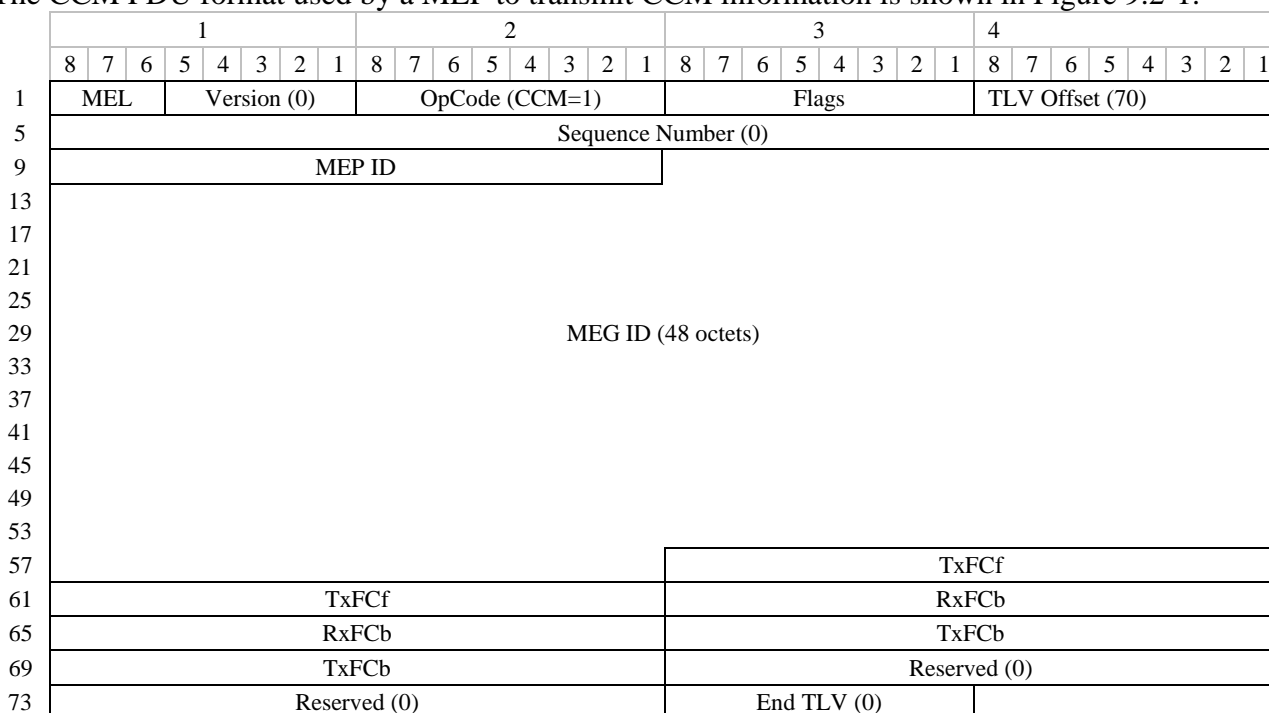 The CCM PDU format used by a MEP to transmit CCM information is shown in Figure 9.2-1.
1 2 3 4
8 7 6 5 4 3 2 1 8 7 6 5 4 3 2 1 8 7 6 5 4 3 2 1 8 7 6 5 4 3 2 1
1 MEL Version (0) OpCode (CCM=1) Flags TLV Offset (70)
5 Sequence Number (0)
9 MEP ID
13
17
21
25
29 MEG ID (48 octets)
33
37
41
45
49
53
57 TxFCf
61 TxFCf RxFCb
65 RxFCb TxFCb
69 TxFCb Reserved (0)
73 Reserved (0) End TLV (0)